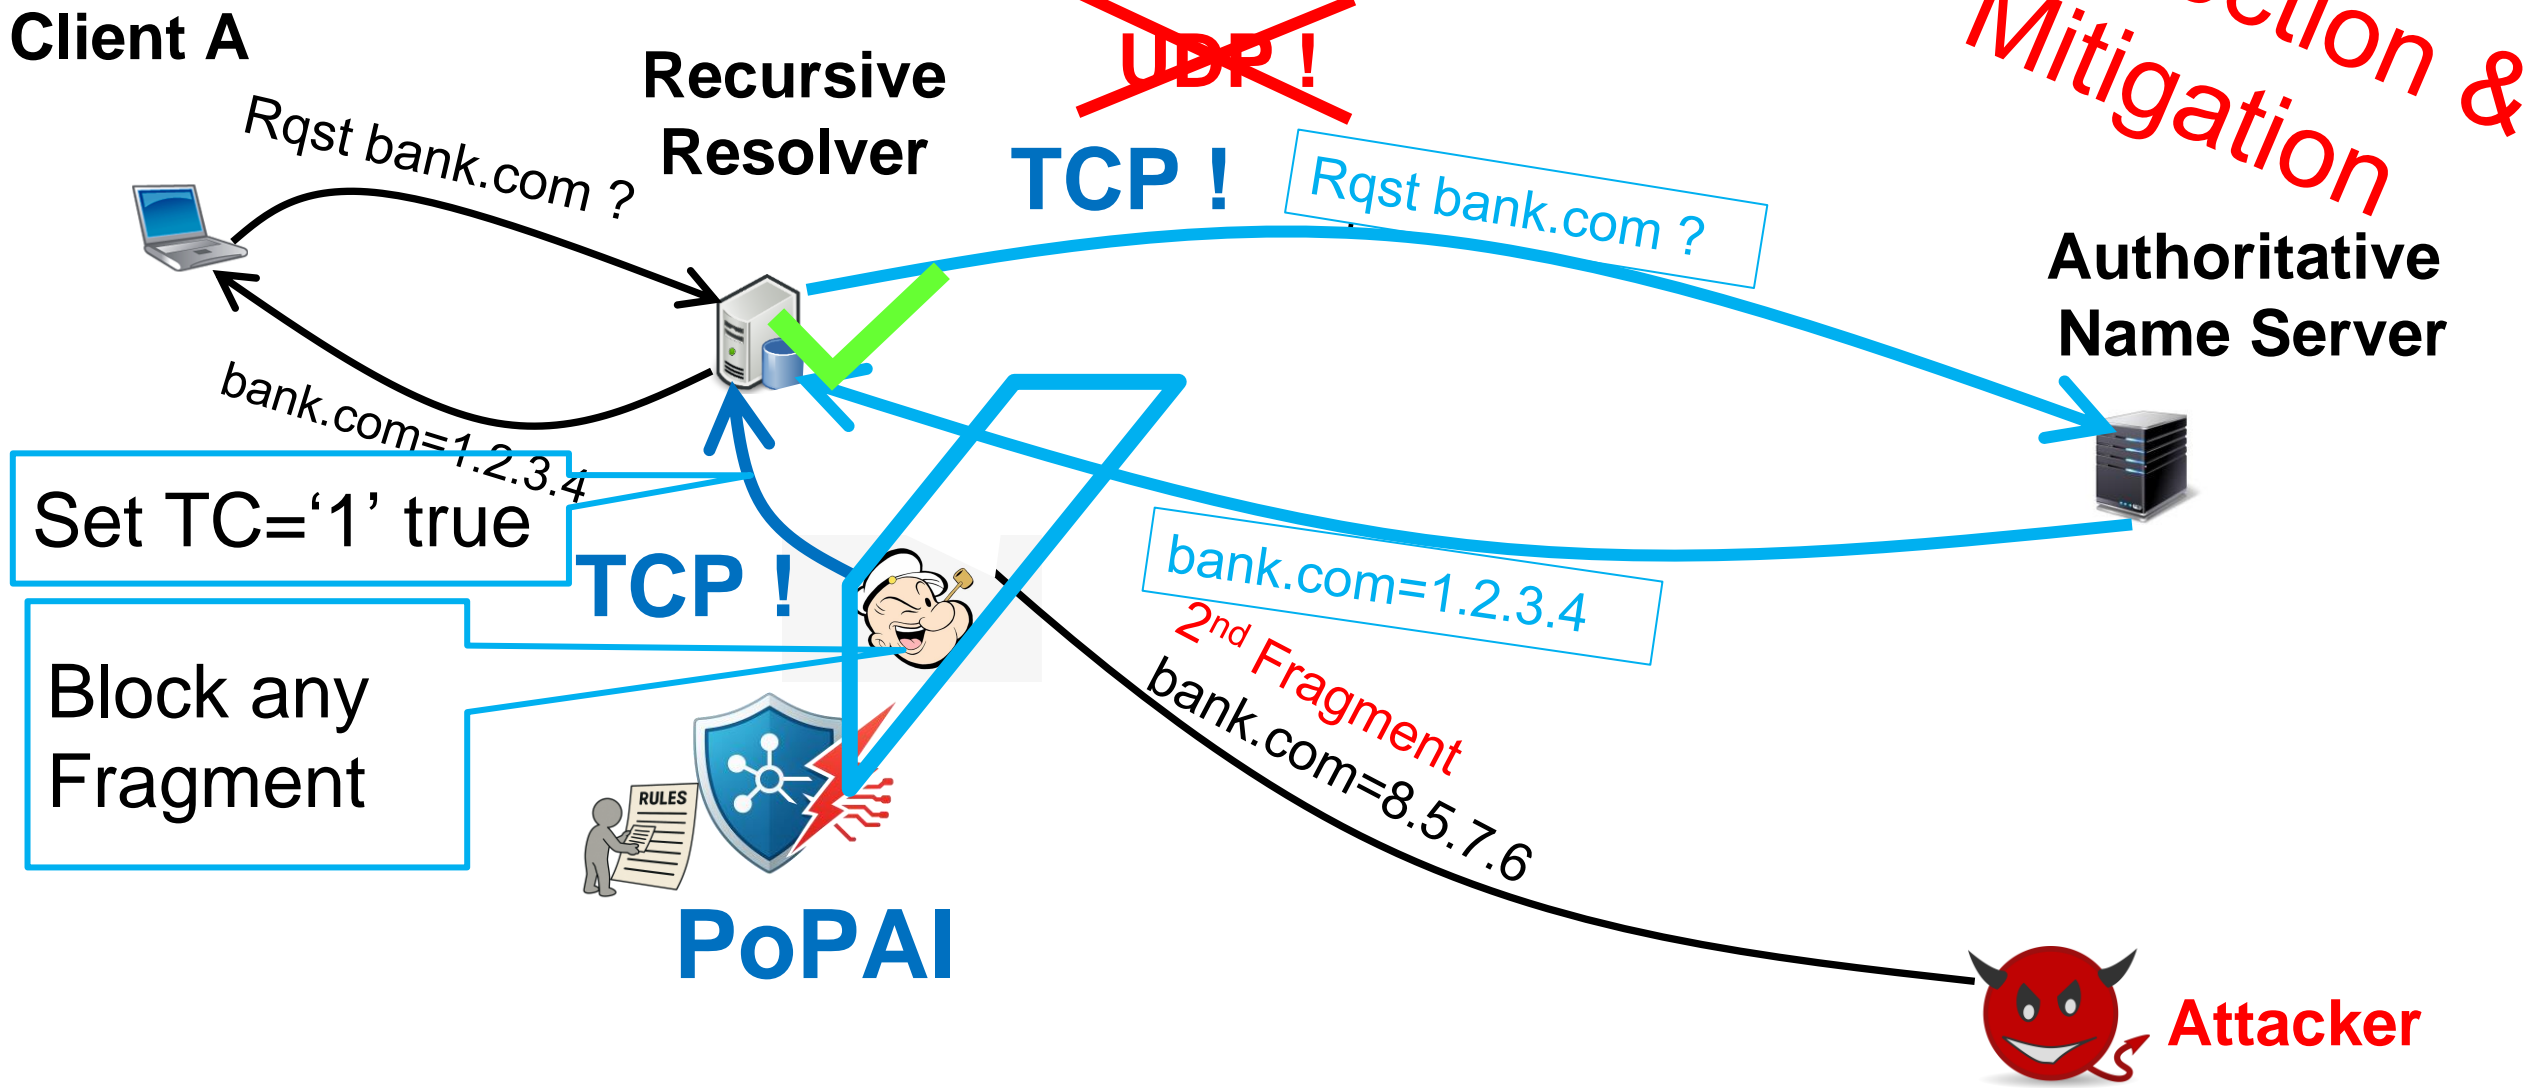 Client A
Recursive
Resolver
UDP !
TCP !
Rqst bank.com ?
Rqst bank.com ?
&
Mitigation
Authoritative
Name Server
bank.com=1.2.3.4
Set TC=‘1’ true
TCP !
Block any
Fragment
bank.com=1.2.3.4
2nd Fragment
bank.com=8.5.7.6
RULES
PoPAI
Attacker